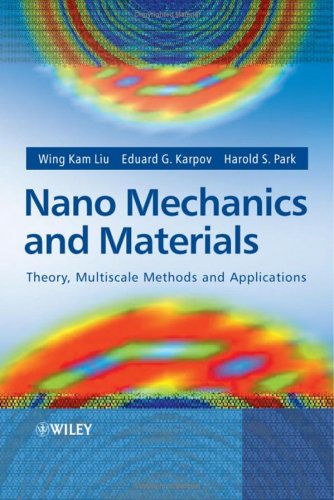 Wing Kam Liu Eduard G. Karpov Harold S. Park
Nano Mechanics
and Materials
Theory, Multiscale Methods and Applications
WILEY